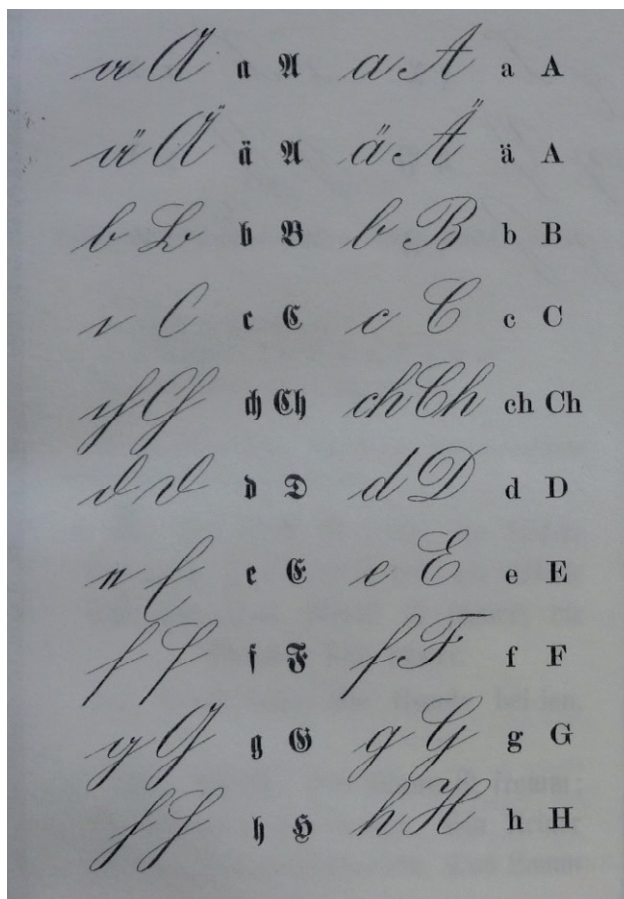 a A a A a A a A
ä Ä ä A ä Ä ä A
b B b B b B b B
c C c C c C c C
ch Ch ch Ch ch Ch ch Ch
d D d D d D d D
e E e E e E e E
f F f F f F f F
g G g G g G g G
h H h H h H h H